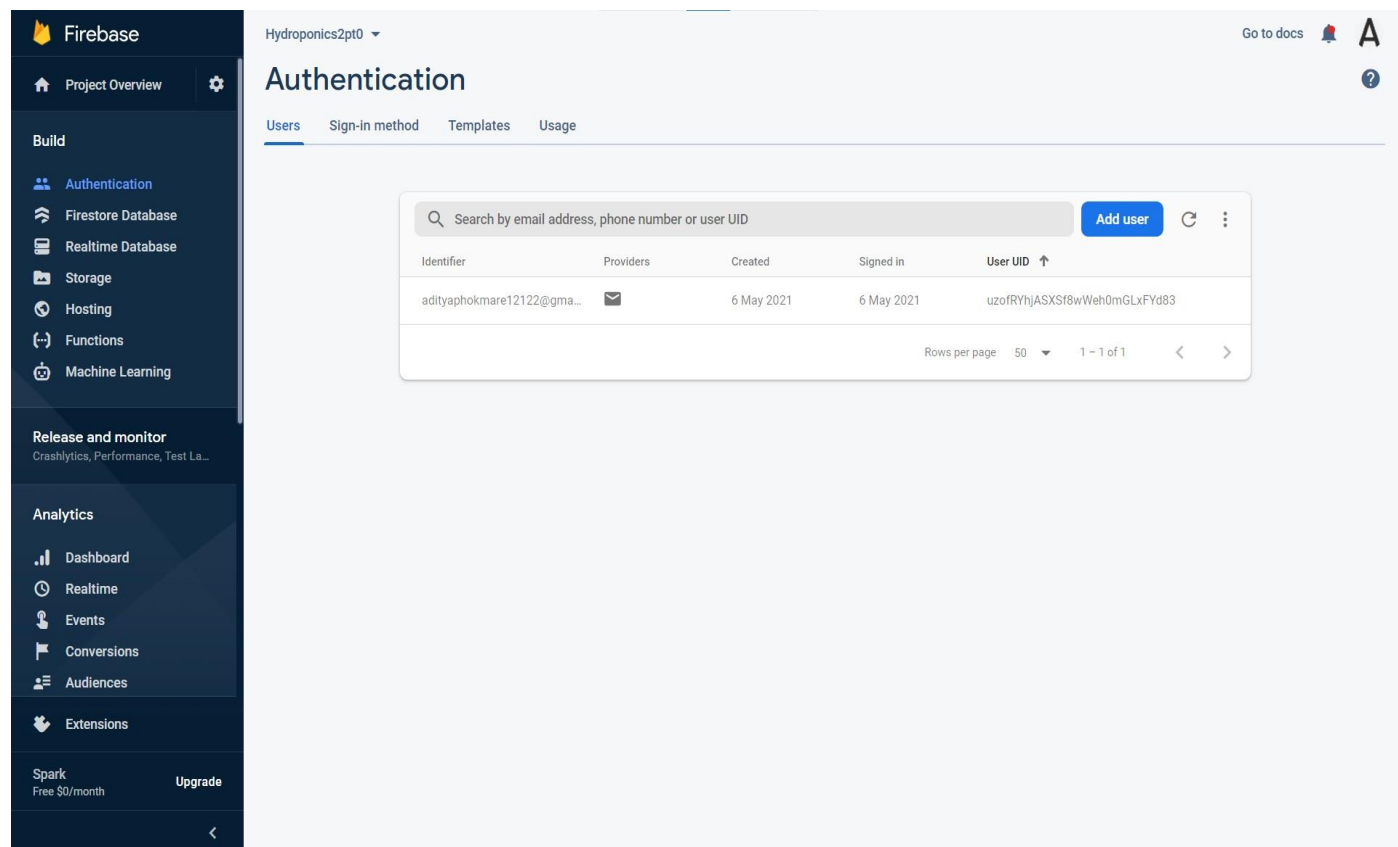 Firebase
Project Overview
Build
Authentication
Firestore Database
Realtime Database
Storage
Hosting
Functions
Machine Learning
Release and monitor
Crashlytics, Performance, Test La...
Analytics
Dashboard
Realtime
Events
Conversions
Audiences
Extensions
Spark
Free $0/month
Upgrade
Hydroponics2pt0
Go to docs
A
Authentication
Users Sign-in method Templates Usage
Search by email address, phone number or user UID
Add user
Identifier Providers Created Signed in User UID
adityaphokmare12122@gma... 6 May 2021 6 May 2021 uzofRYhjASXSf8wWeh0mGLxFYd83
Rows per page 50 1 – 1 of 1